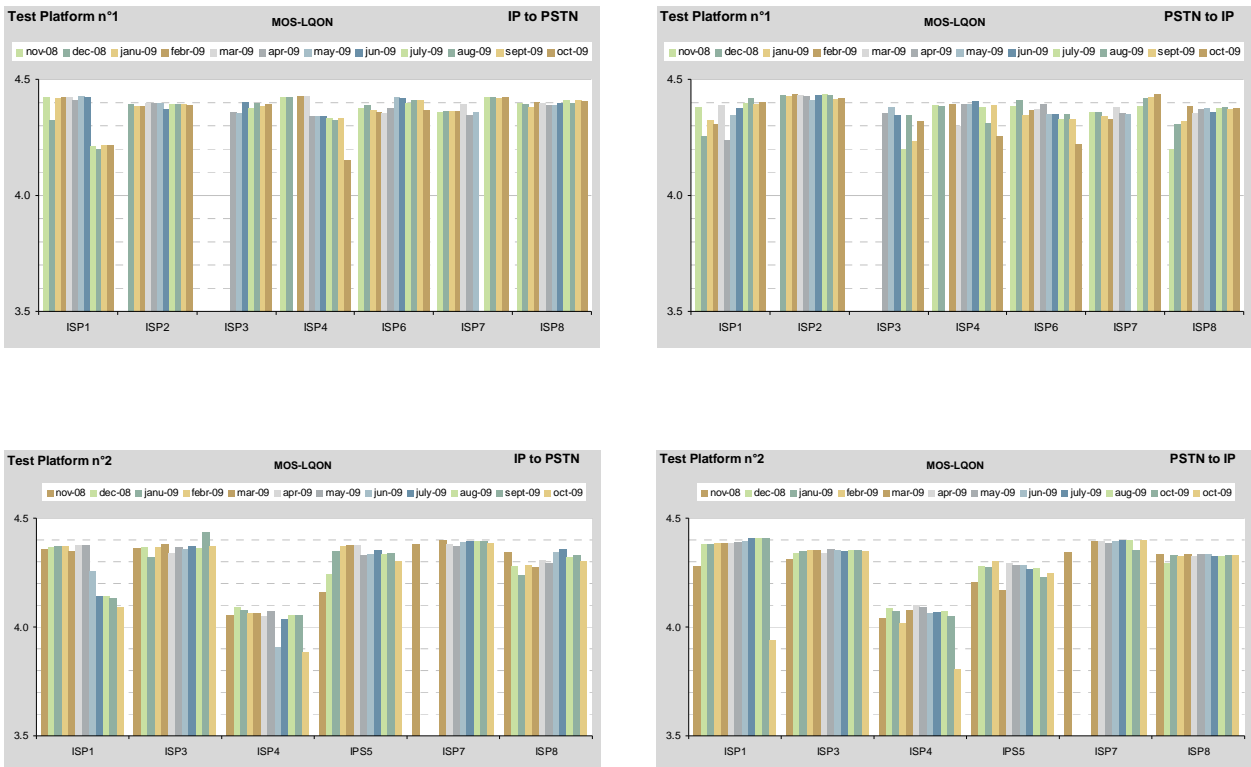 Test Platform n°1 MOS-LQON IP to PSTN
nov-08 dec-08 janu-09 febr-09 mar-09 apr-09 may-09 jun-09 july-09 aug-09 sept-09 oct-09
4.5
4.0
3.5
ISP1 ISP2 ISP3 ISP4 ISP6 ISP7 ISP8
Test Platform n°1 MOS-LQON PSTN to IP
nov-08 dec-08 janu-09 febr-09 mar-09 apr-09 may-09 jun-09 july-09 aug-09 sept-09 oct-09
4.5
4.0
3.5
ISP1 ISP2 ISP3 ISP4 ISP6 ISP7 ISP8
Test Platform n°2 MOS-LQON IP to PSTN
nov-08 dec-08 janu-09 febr-09 mar-09 apr-09 may-09 jun-09 july-09 aug-09 sept-09 oct-09
4.5
4.0
3.5
ISP1 ISP3 ISP4 IPS5 ISP7 ISP8
Test Platform n°2 MOS-LQON PSTN to IP
nov-08 dec-08 janu-09 febr-09 mar-09 apr-09 may-09 jun-09 july-09 aug-09 oct-09 oct-09
4.5
4.0
3.5
ISP1 ISP3 ISP4 IPS5 ISP7 ISP8